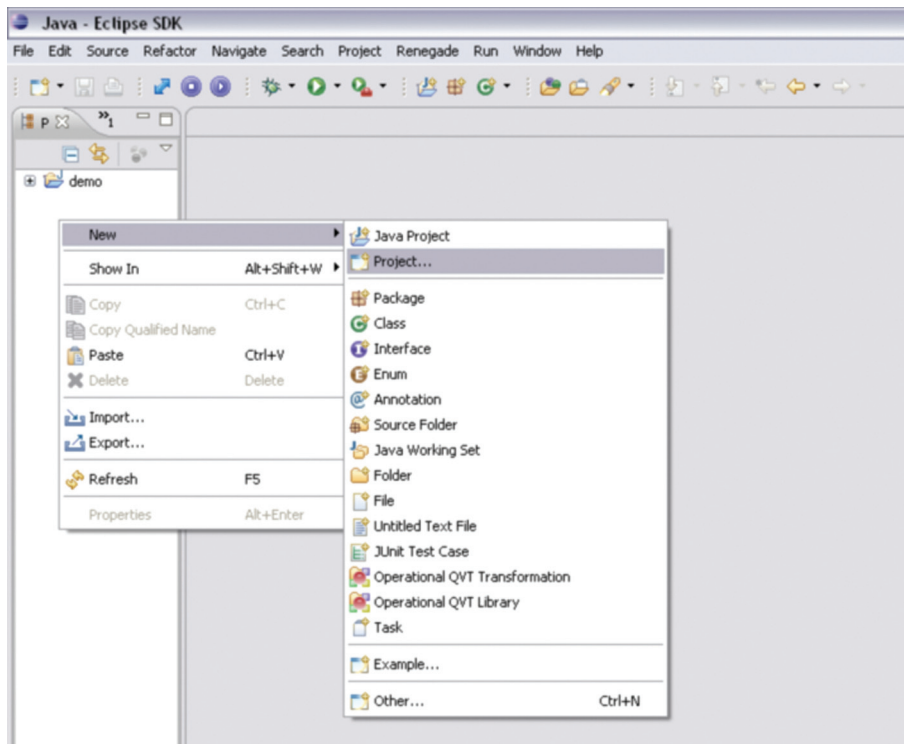 Java - Eclipse SDK
File Edit Source Refactor Navigate Search Project Renegade Run Window Help
P »1
demo
New
Show In Alt+Shift+W
Copy Ctrl+C
Copy Qualified Name
Paste Ctrl+V
Delete Delete
Import...
Export...
Refresh F5
Properties Alt+Enter
Java Project
Project...
Package
Class
Interface
Enum
Annotation
Source Folder
Java Working Set
Folder
File
Untitled Text File
JUnit Test Case
Operational QVT Transformation
Operational QVT Library
Task
Example...
Other... Ctrl+N